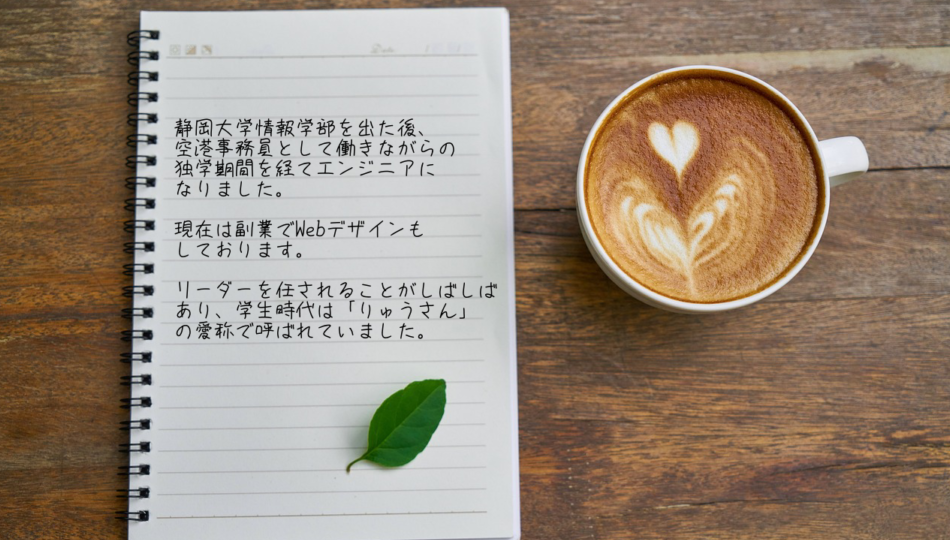 静岡大学情報学部を出た後、
空港事務員として働きながらの
独学期間を経てエンジニアに
なりました。
現在は副業でWebデザインも
しております。
リーダーを任されることがしばしば
あり、学生時代は「りゅうさん」
の愛称で呼ばれていました。